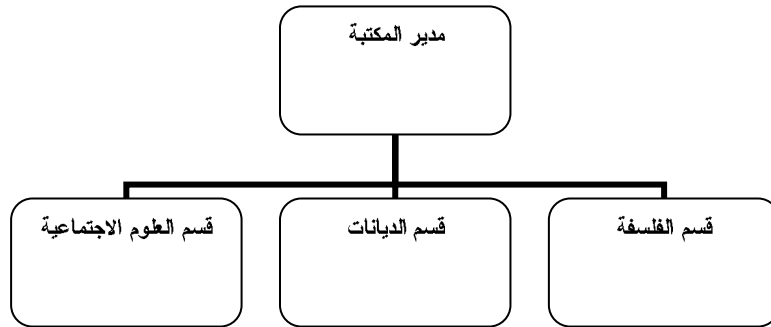 مدير المكتبة
قسم الفلسفة
قسم الديانات
قسم العلوم الاجتماعية